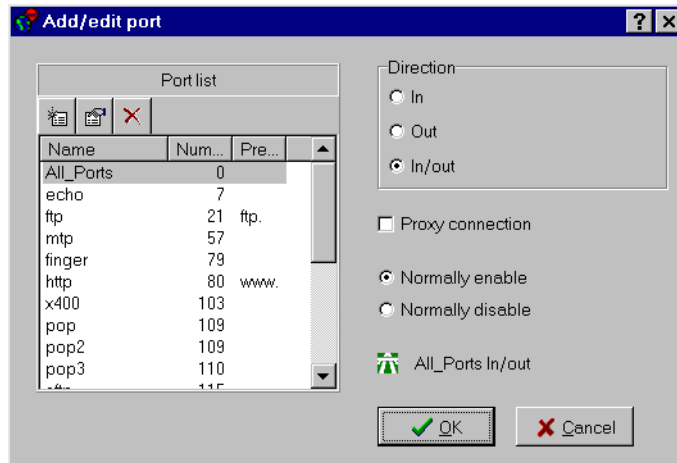 Add/edit port
Port list
Name Num... Pre...
All_Ports 0
echo 7
ftp 21 ftp.
mtp 57
finger 79
http 80 www.
x400 103
pop 109
pop2 109
pop3 110
Direction
In
Out
In/out
Proxy connection
Normally enable
Normally disable
All_Ports In/out
OK
Cancel